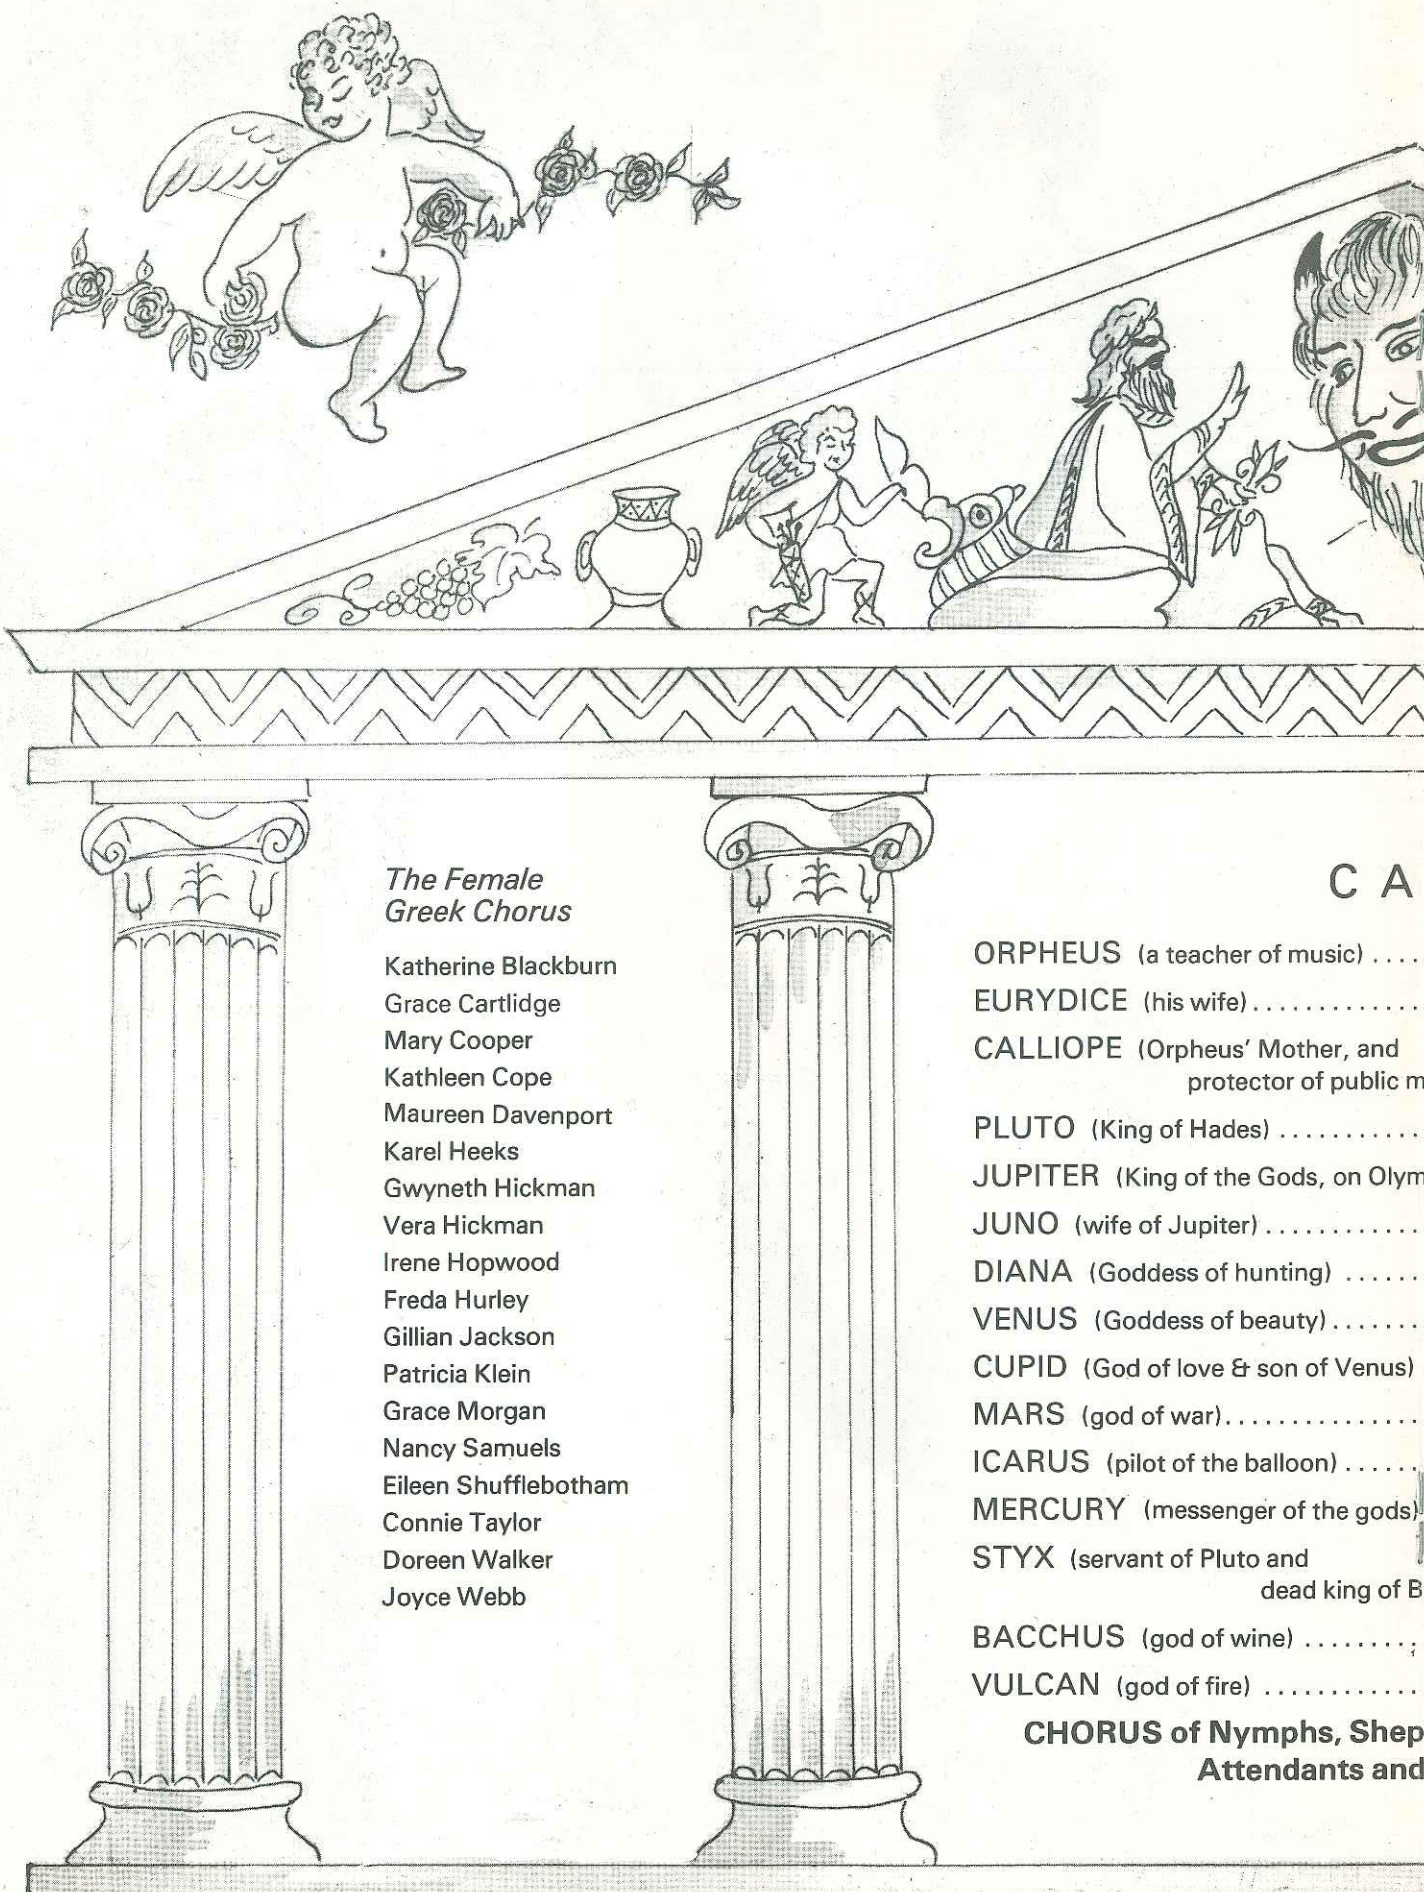 The Female
Greek Chorus
Katherine Blackburn
Grace Cartlidge
Mary Cooper
Kathleen Cope
Maureen Davenport
Karel Heeks
Gwyneth Hickman
Vera Hickman
Irene Hopwood
Freda Hurley
Gillian Jackson
Patricia Klein
Grace Morgan
Nancy Samuels
Eileen Shufflebotham
Connie Taylor
Doreen Walker
Joyce Webb
C A
ORPHEUS (a teacher of music) ....
EURYDICE (his wife).............
CALLIOPE (Orpheus' Mother, and
protector of public m
PLUTO (King of Hades) ...........
JUPITER (King of the Gods, on Olym
JUNO (wife of Jupiter)............
DIANA (Goddess of hunting) ......
VENUS (Goddess of beauty).......
CUPID (God of love & son of Venus)
MARS (god of war)...............
ICARUS (pilot of the balloon)......
MERCURY (messenger of the gods)
STYX (servant of Pluto and
dead king of B
BACCHUS (god of wine) .........
VULCAN (god of fire) ............
CHORUS of Nymphs, Shep
Attendants and